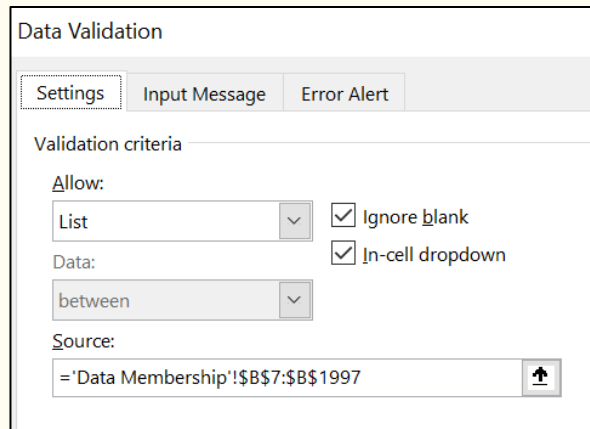 Data Validation
Settings Input Message Error Alert
Validation criteria
Allow:
List
Ignore blank
In-cell dropdown
Data:
between
Source:
='Data Membership'!$B$7:$B$1997